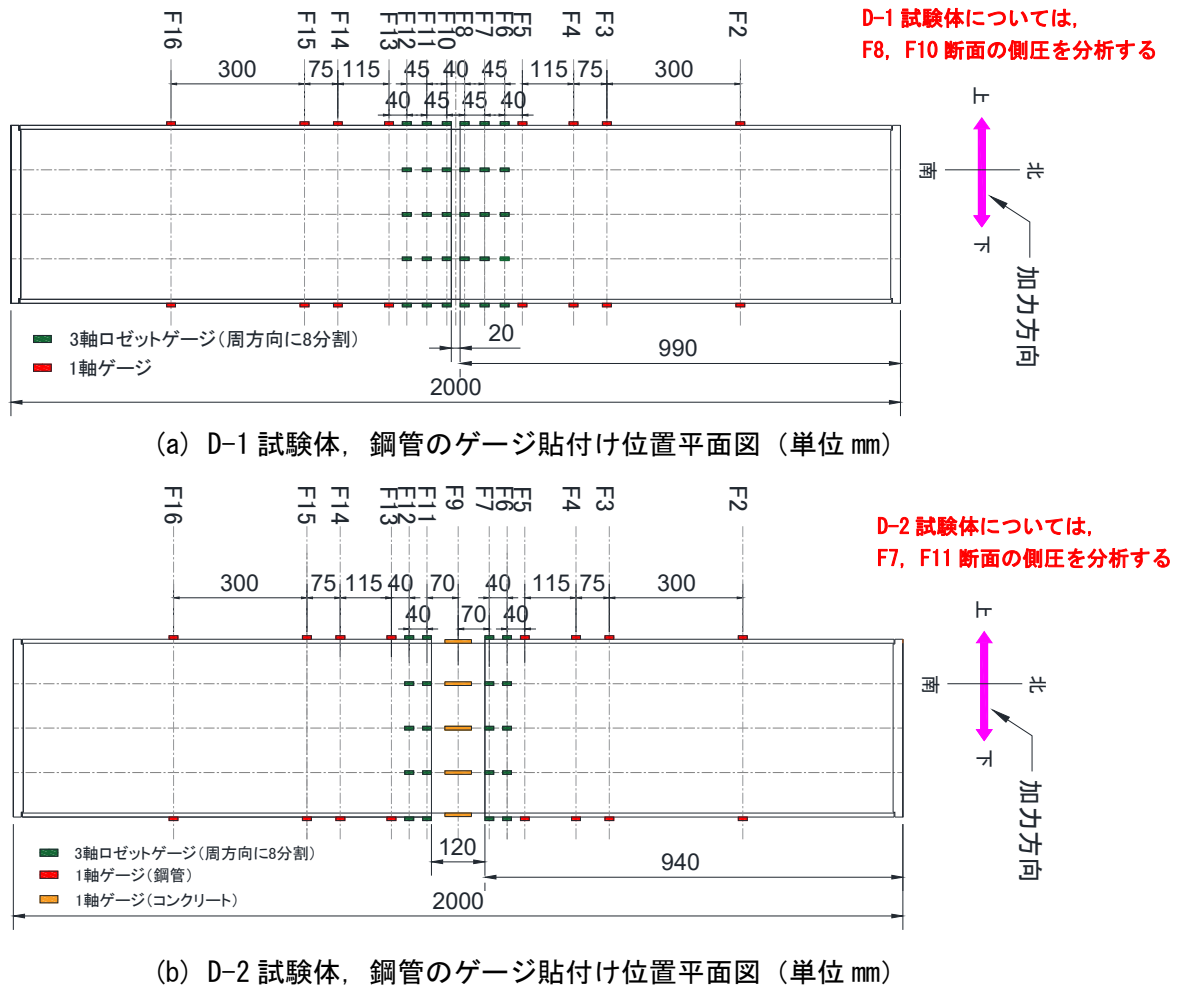 F16
F15
F14
F13
F12
F11
F10
F8
F7
F6
F5
F4
F3
F2
D-1 試験体については,
F8, F10 断面の側圧を分析する
300
75
115
45
40
45
115
75
300
40
45
45
40
上
南
北
下
加力方向
3軸ロゼットゲージ(周方向に8分割)
1軸ゲージ
20
990
2000
(a) D-1 試験体, 鋼管のゲージ貼付け位置平面図 (単位 mm)
F16
F15
F14
F13
F12
F11
F9
F7
F6
F5
F4
F3
F2
D-2 試験体については,
F7, F11 断面の側圧を分析する
300
75
115
40
70
40
115
75
300
40
70
40
上
南
北
下
加力方向
3軸ロゼットゲージ(周方向に8分割)
1軸ゲージ(鋼管)
1軸ゲージ(コンクリート)
120
940
2000
(b) D-2 試験体, 鋼管のゲージ貼付け位置平面図 (単位 mm)